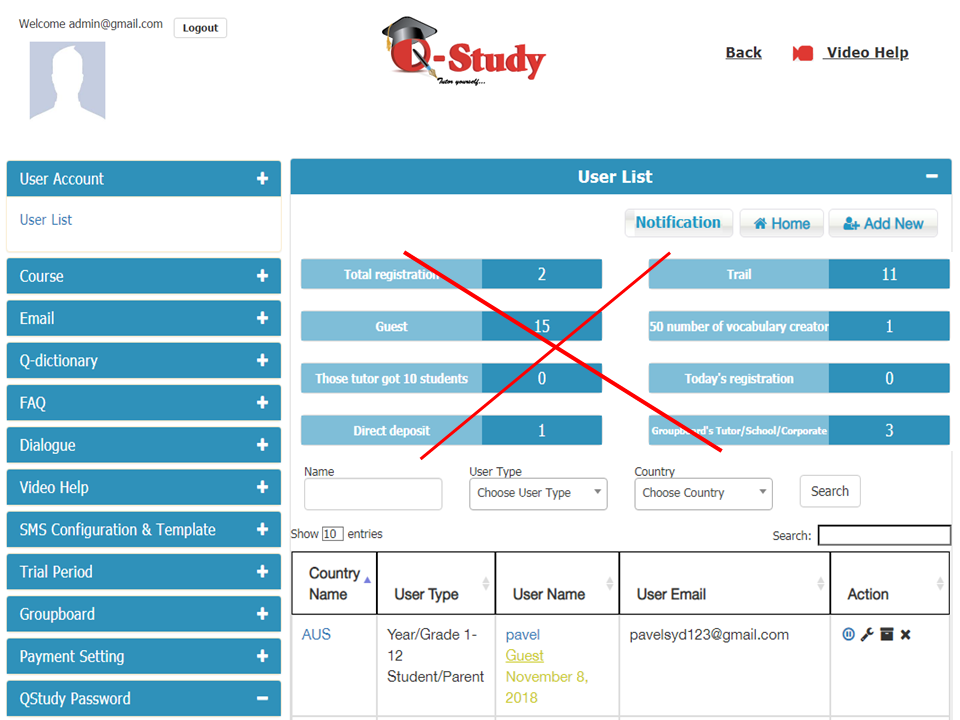 Welcome admin@gmail.com
Logout
Q-Study
Tutor yourself...
Back
Video Help
User Account
User List
Course
Email
Q-dictionary
FAQ
Dialogue
Video Help
SMS Configuration & Template
Trial Period
Groupboard
Payment Setting
QStudy Password
User List
Notification
Home
Add New
Total registration 2
Trail 11
Guest 15
50 number of vocabulary creator 1
Those tutor got 10 students 0
Today's registration 0
Direct deposit 1
Groupboard's Tutor/School/Corporate 3
Name
User Type
Country
Choose User Type
Choose Country
Search
Show 10 entries
Search:
Country Name
User Type
User Name
User Email
Action
AUS
Year/Grade 1-
12
Student/Parent
pavel
Guest
November 8,
2018
pavelsyd123@gmail.com